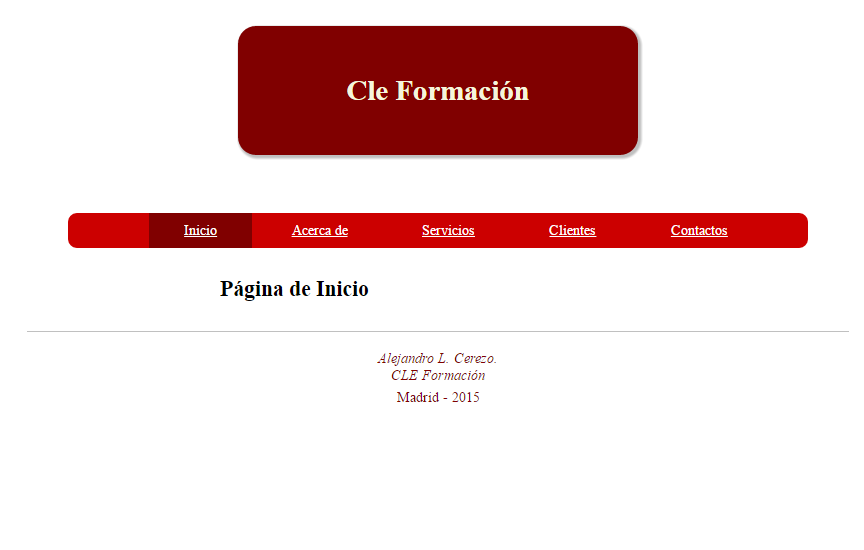 Cle Formación
Inicio Acerca de Servicios Clientes Contactos
Página de Inicio
Alejandro L. Cerezo.
CLE Formación
Madrid - 2015